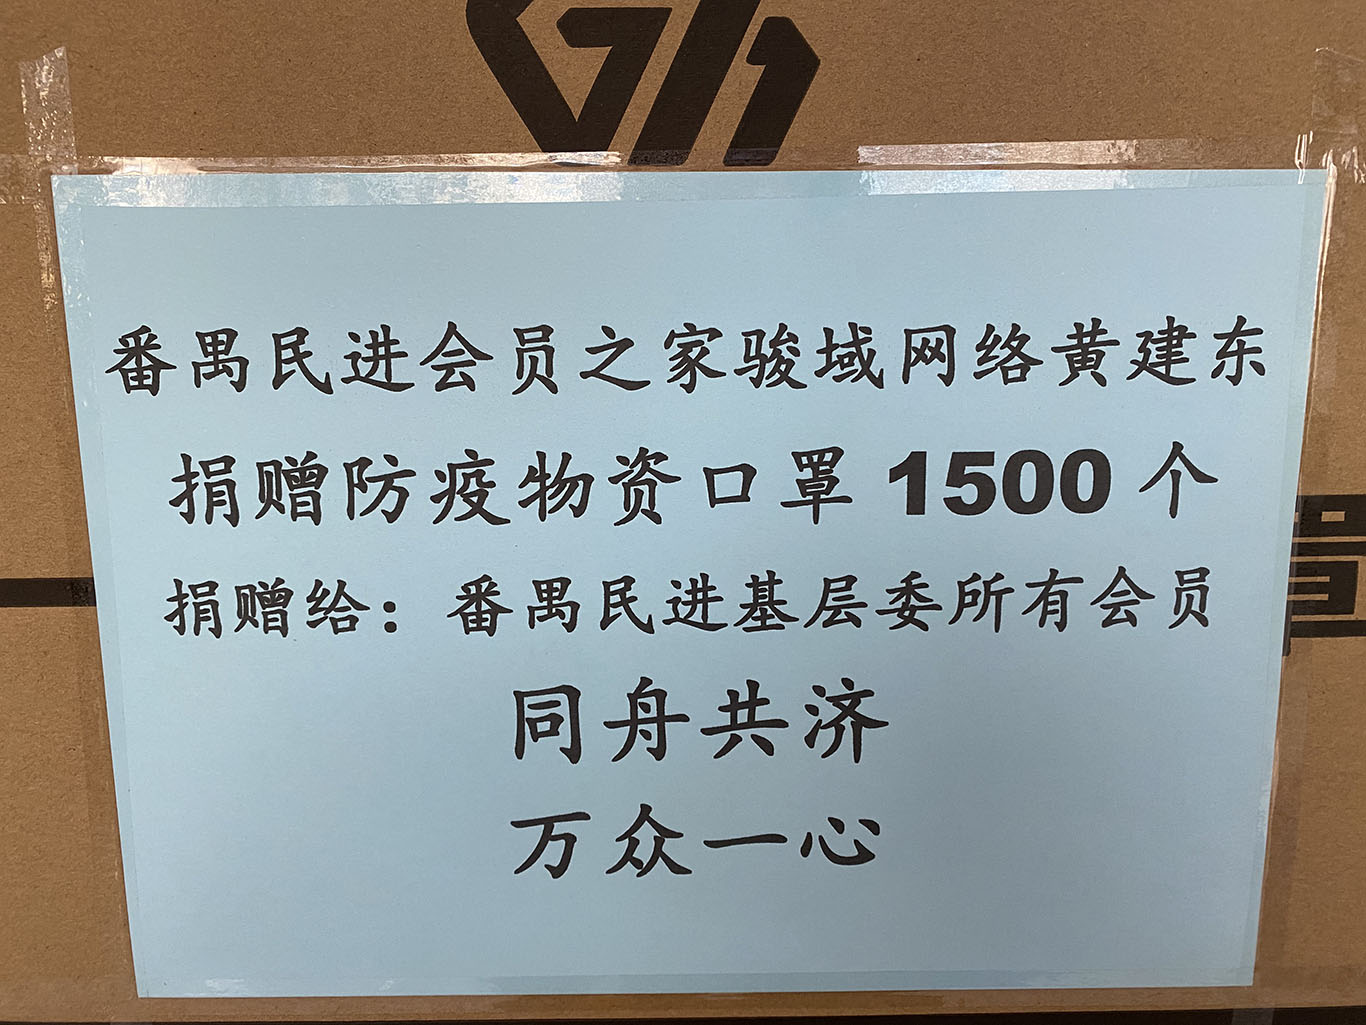 番禺民进会员之家骏域网络黄建东
捐赠防疫物资口罩 1500 个
捐赠给：番禺民进基层委所有会员
同舟共济
万众一心